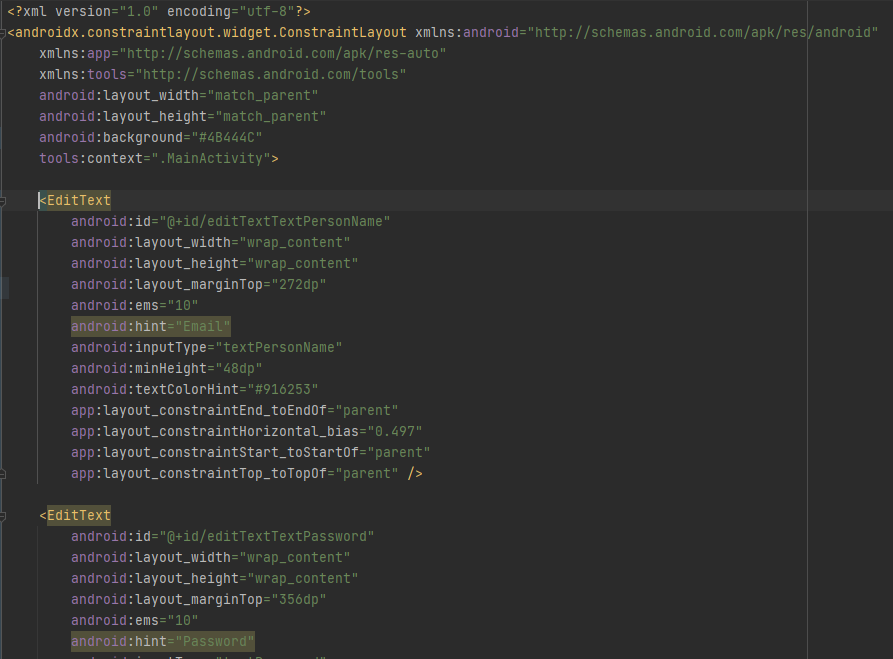 <?xml version="1.0" encoding="utf-8"?>
<androidx.constraintlayout.widget.ConstraintLayout xmlns:android="http://schemas.android.com/apk/res/android"
    xmlns:app="http://schemas.android.com/apk/res-auto"
    xmlns:tools="http://schemas.android.com/tools"
    android:layout_width="match_parent"
    android:layout_height="match_parent"
    android:background="#4B444C"
    tools:context=".MainActivity">

    <EditText
        android:id="@+id/editTextTextPersonName"
        android:layout_width="wrap_content"
        android:layout_height="wrap_content"
        android:layout_marginTop="272dp"
        android:ems="10"
        android:hint="Email"
        android:inputType="textPersonName"
        android:minHeight="48dp"
        android:textColorHint="#916253"
        app:layout_constraintEnd_toEndOf="parent"
        app:layout_constraintHorizontal_bias="0.497"
        app:layout_constraintStart_toStartOf="parent"
        app:layout_constraintTop_toTopOf="parent" />

    <EditText
        android:id="@+id/editTextTextPassword"
        android:layout_width="wrap_content"
        android:layout_height="wrap_content"
        android:layout_marginTop="356dp"
        android:ems="10"
        android:hint="Password"